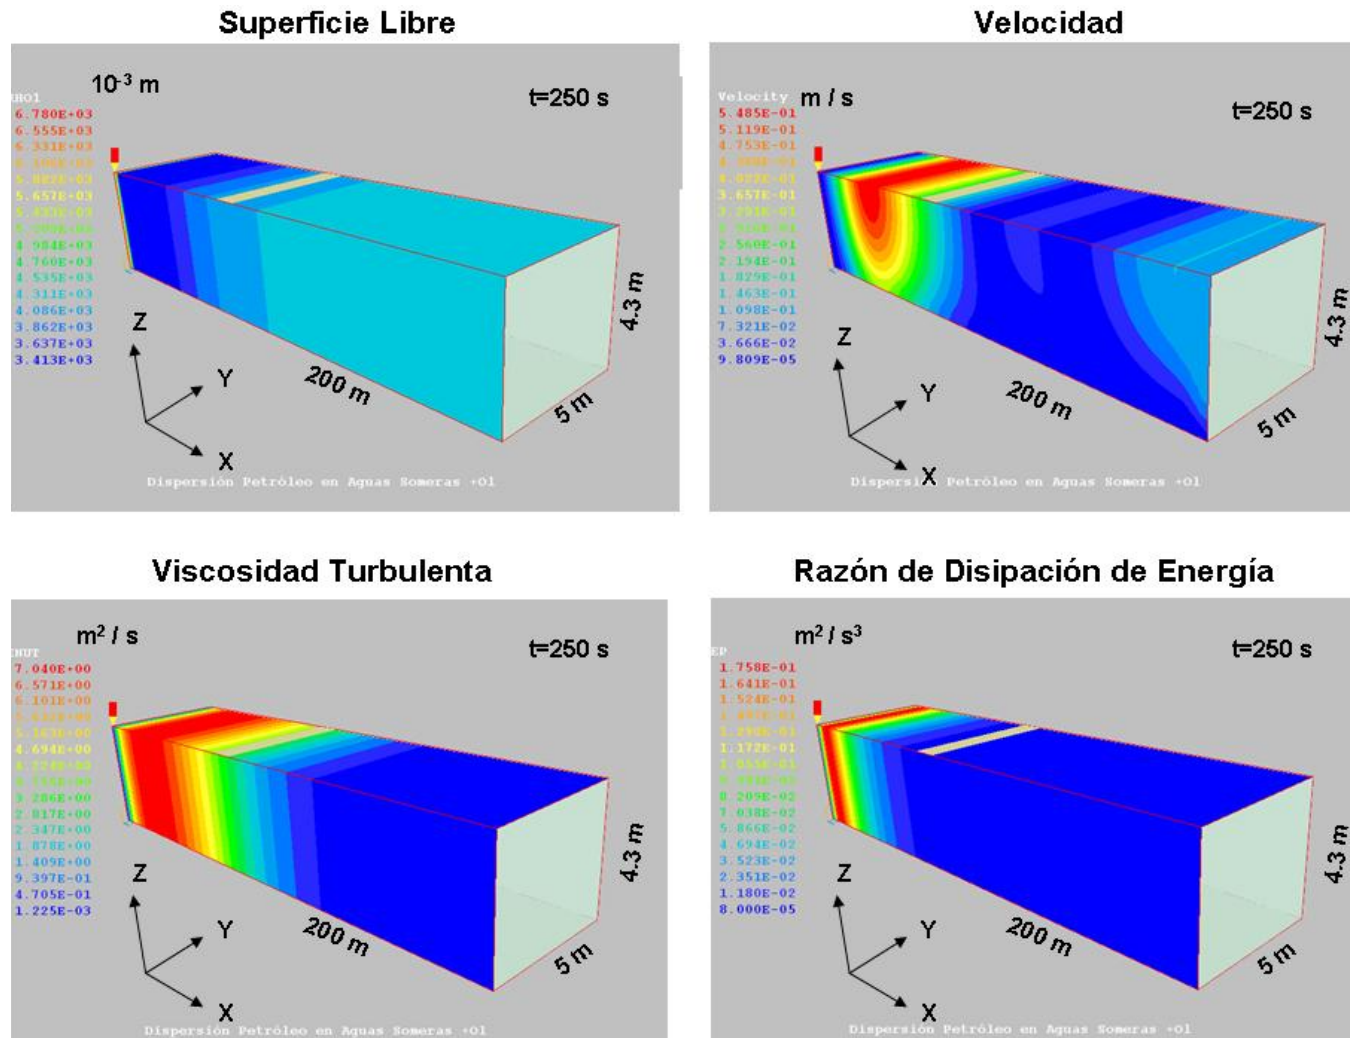 Superficie Libre
10⁻³ m
t=250 s
RHO1
6.780E+03
6.555E+03
6.331E+03
5.657E+03
4.984E+03
4.760E+03
4.535E+03
4.311E+03
4.086E+03
3.862E+03
3.637E+03
3.413E+03
Z
Y
X
200 m
5 m
4.3 m
Dispersión Petróleo en Aguas Someras +01
Velocidad
Velocity
m / s
t=250 s
5.485E-01
5.119E-01
4.753E-01
3.657E-01
2.560E-01
2.194E-01
1.829E-01
1.463E-01
1.098E-01
7.321E-02
3.666E-02
9.809E-05
Z
Y
X
200 m
5 m
4.3 m
Dispersión Petróleo en Aguas Someras +01
Viscosidad Turbulenta
m² / s
t=250 s
7.040E+00
6.571E+00
6.101E+00
5.163E+00
4.694E+00
3.286E+00
2.817E+00
2.347E+00
1.878E+00
1.409E+00
9.397E-01
4.705E-01
1.225E-03
Z
Y
X
200 m
5 m
4.3 m
Dispersión Petróleo en Aguas Someras +01
Razón de Disipación de Energía
m² / s³
t=250 s
EP
1.758E-01
1.641E-01
1.524E-01
1.172E-01
8.209E-02
7.038E-02
5.866E-02
4.694E-02
3.523E-02
2.351E-02
1.180E-02
8.000E-05
Z
Y
X
200 m
5 m
4.3 m
Dispersión Petróleo en Aguas Someras +01